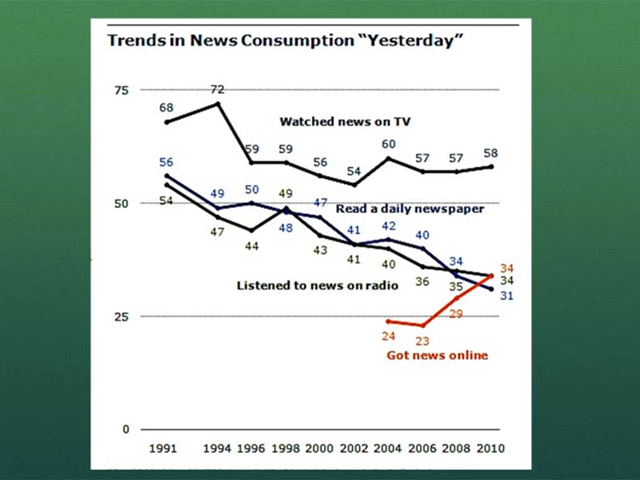 Trends in News Consumption “Yesterday”
75
72
68
Watched news on TV
59 59 56 54 60 57 57 58
56
54
50
49 50 49 47
Read a daily newspaper
47 44 48 43 41 42 40
41 40 36 34 35
34
34
31
Listened to news on radio
25
24 23 29
Got news online
0
1991 1994 1996 1998 2000 2002 2004 2006 2008 2010